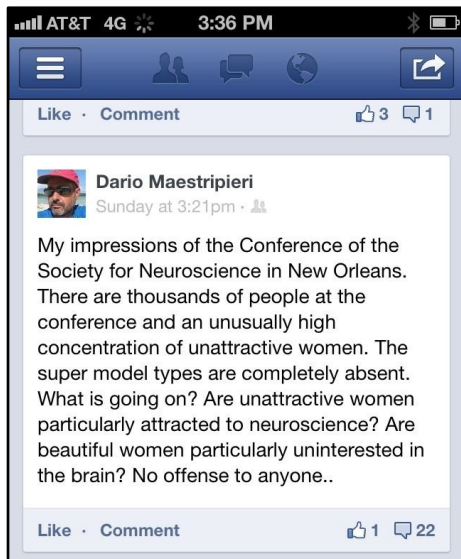 AT&T 4G 3:36 PM
Like · Comment 3 1
Dario Maestripieri
Sunday at 3:21pm ·
My impressions of the Conference of the
Society for Neuroscience in New Orleans.
There are thousands of people at the
conference and an unusually high
concentration of unattractive women. The
super model types are completely absent.
What is going on? Are unattractive women
particularly attracted to neuroscience? Are
beautiful women particularly uninterested in
the brain? No offense to anyone..
Like · Comment 1 22